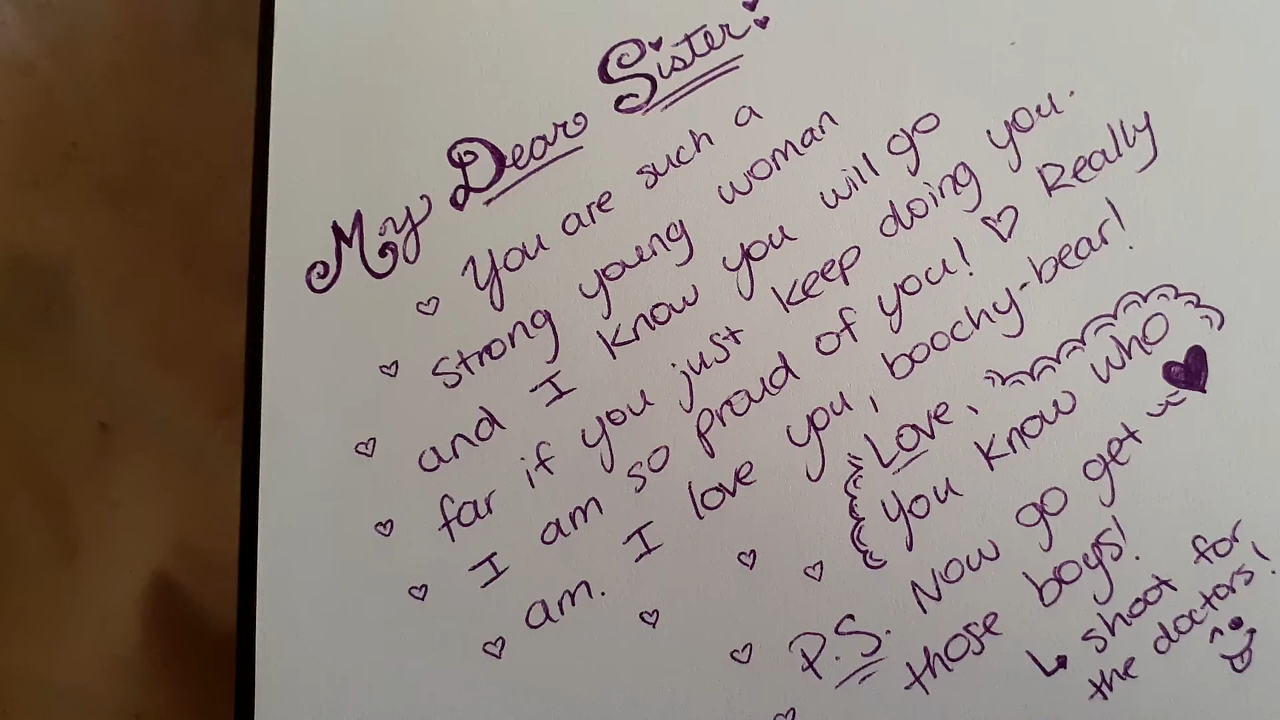 My Dear Sister:
You are such a
strong young woman
and I know you will go
far if you just keep doing you.
I am so proud of you! ♡ Really
am. I love you, boochy-bear!
Love,
You know who
P.S. Now go get
those boys!
↳ shoot for
the doctors!